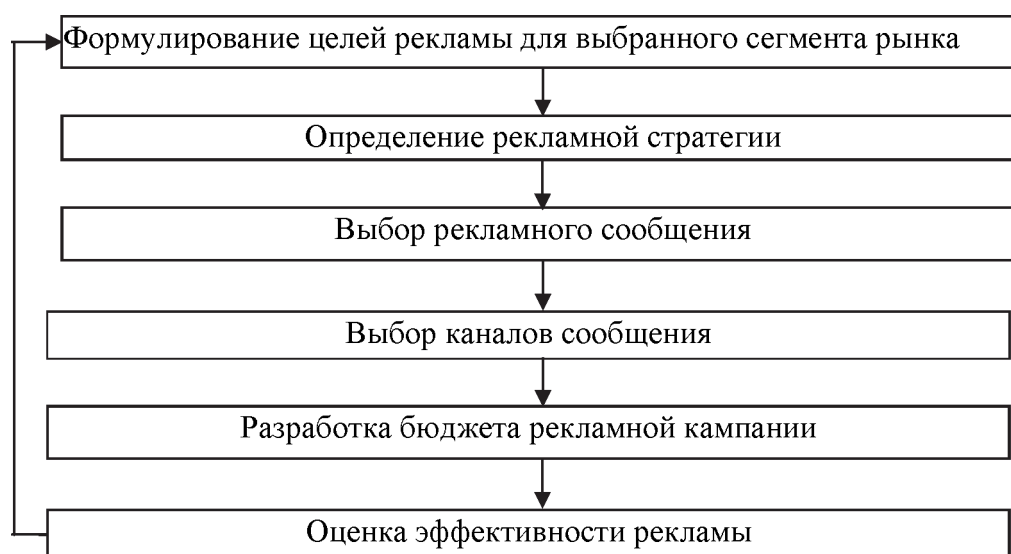 Формулирование целей рекламы для выбранного сегмента рынка
Определение рекламной стратегии
Выбор рекламного сообщения
Выбор каналов сообщения
Разработка бюджета рекламной кампании
Оценка эффективности рекламы